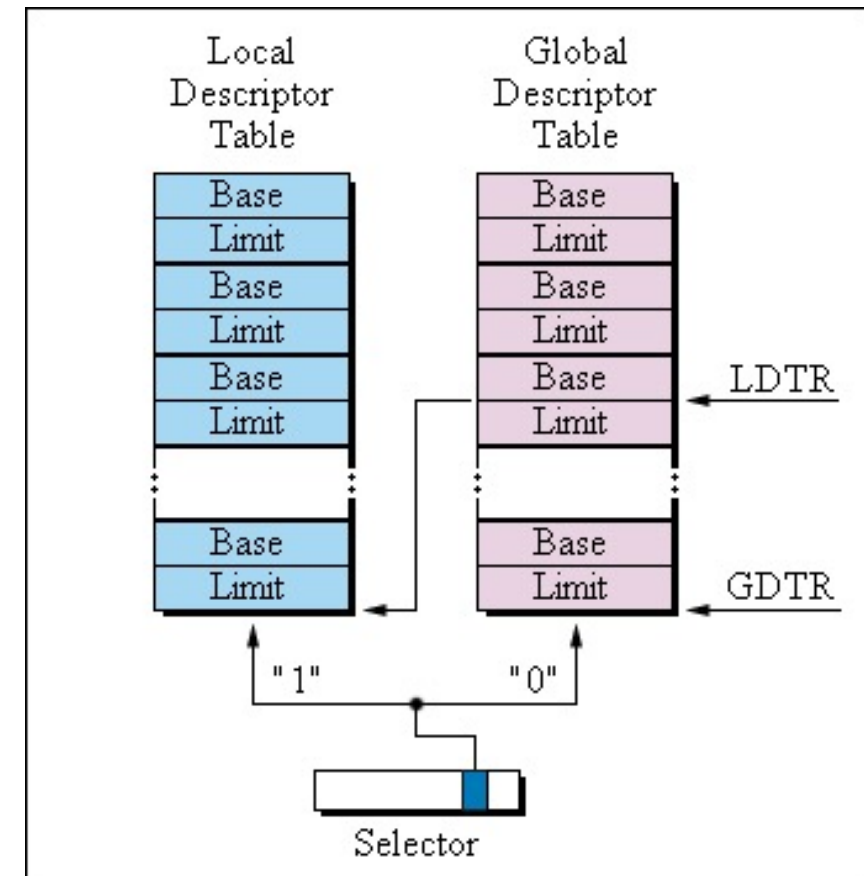 Local
Descriptor
Table
Global
Descriptor
Table
Base
Limit
Base
Limit
Base
Limit
Base
Limit
Base
Limit
Base
Limit
Base
Limit
Base
Limit
LDTR
GDTR
"1"
"0"
Selector